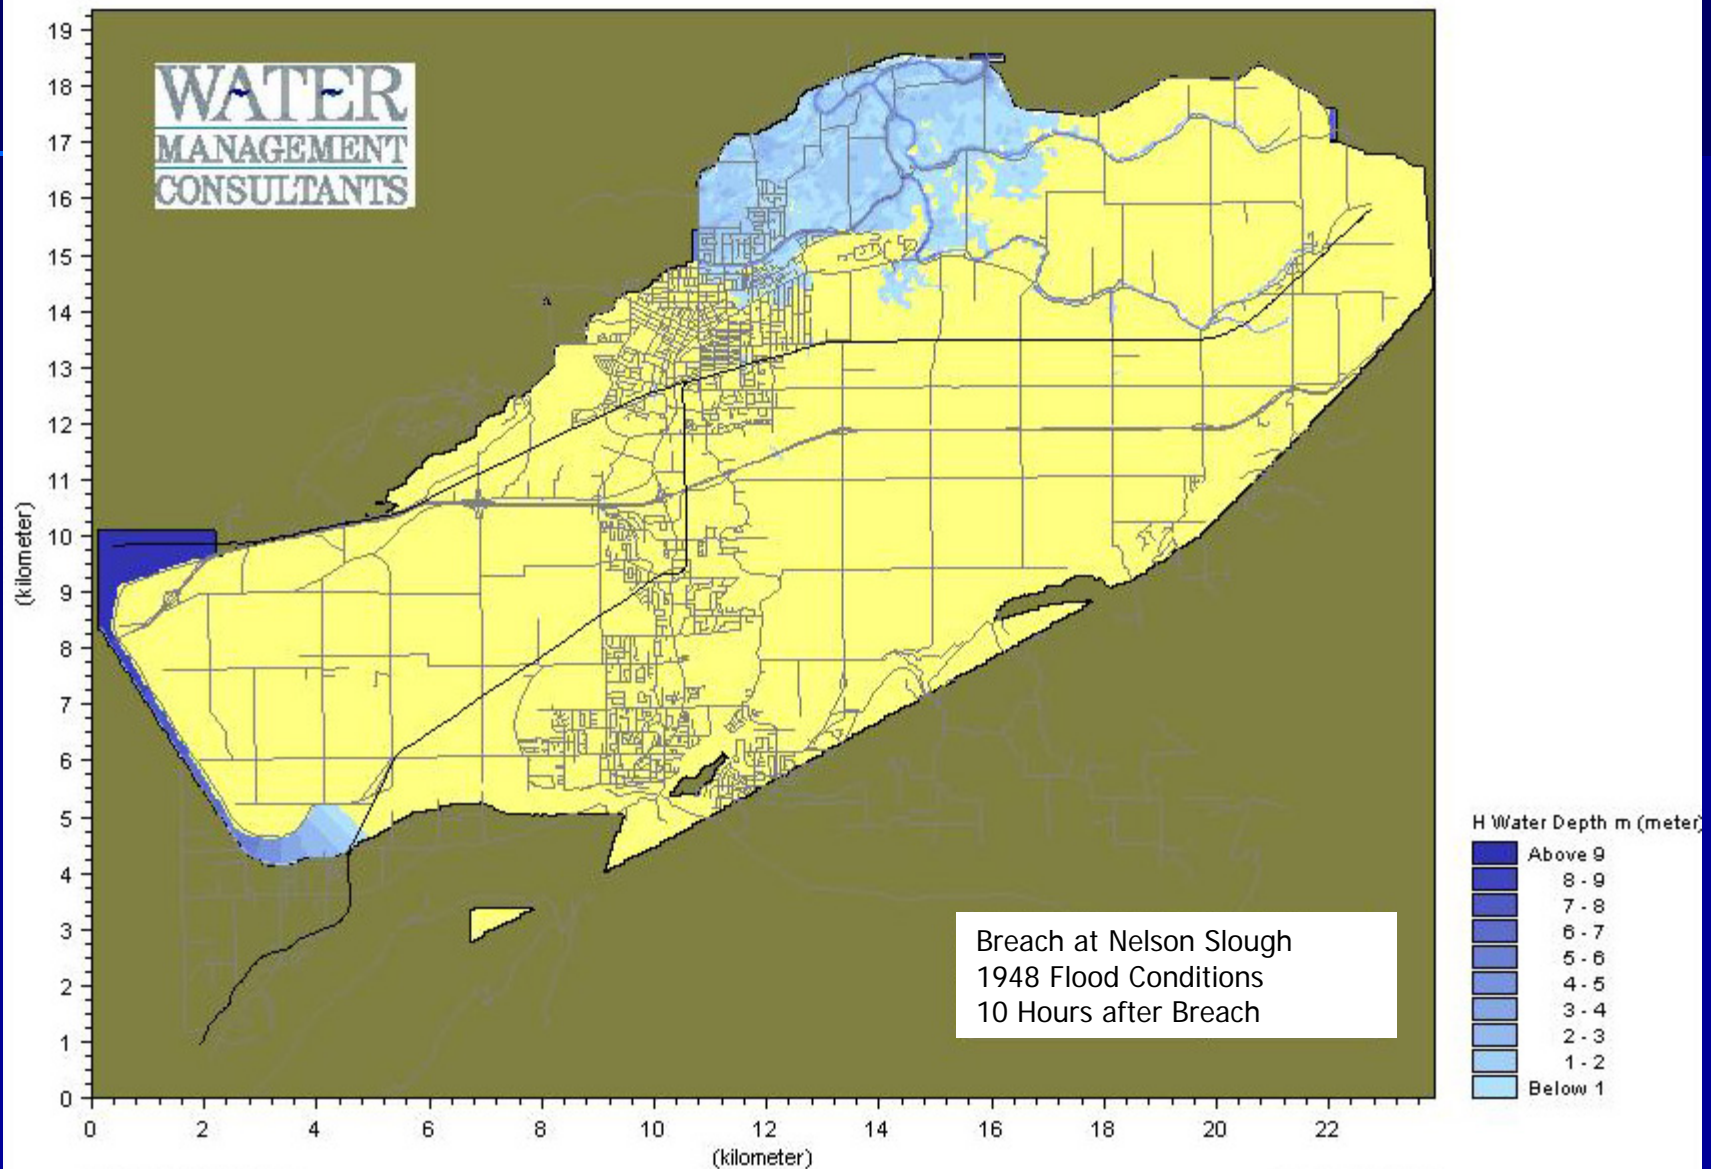 WATER
MANAGEMENT
CONSULTANTS
19
18
17
16
15
14
13
12
11
10
9
8
7
6
5
4
3
2
1
0
(kilometer)
0 2 4 6 8 10 12 14 16 18 20 22
(kilometer)
Breach at Nelson Slough
1948 Flood Conditions
10 Hours after Breach
H Water Depth m (meter)
Above 9
8 - 9
7 - 8
6 - 7
5 - 6
4 - 5
3 - 4
2 - 3
1 - 2
Below 1